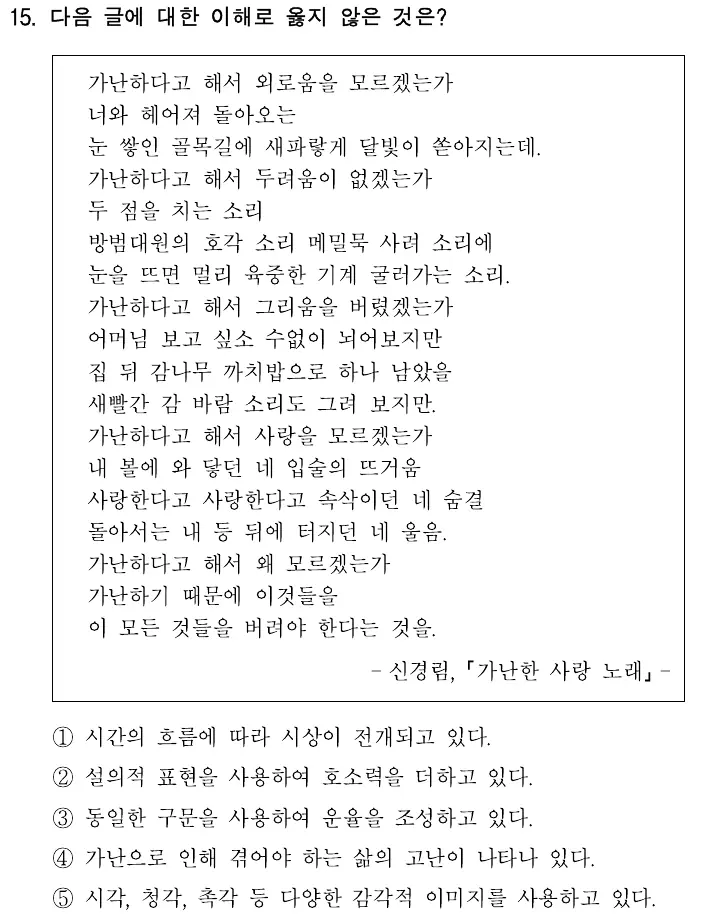 15. 다음 글에 대한 이해로 옳지 않은 것은?
가난하다고 해서 외로움을 모르겠는가
너와 헤어져 돌아오는
눈 쌓인 골목길에 새파랗게 달빛이 쏟아지는데.
가난하다고 해서 두려움이 없겠는가
두 점을 치는 소리
방범대원의 호각 소리 메밀묵 사려 소리에
눈을 뜨면 멀리 육중한 기계 굴러가는 소리.
가난하다고 해서 그리움을 버렸겠는가
어머님 보고 싶소 수없이 뇌어보지만
집 뒤 감나무 까치밥으로 하나 남았을
새빨간 감 바람 소리도 그려 보지만.
가난하다고 해서 사랑을 모르겠는가
내 볼에 와 닿던 네 입술의 뜨거움
사랑한다고 사랑한다고 속삭이던 네 숨결
돌아서는 내 등 뒤에 터지던 네 울음.
가난하다고 해서 왜 모르겠는가
가난하기 때문에 이것들을
이 모든 것들을 버려야 한다는 것을.
- 신경림, 「가난한 사랑 노래」 -
① 시간의 흐름에 따라 시상이 전개되고 있다.
② 설의적 표현을 사용하여 호소력을 더하고 있다.
③ 동일한 구문을 사용하여 운율을 조성하고 있다.
④ 가난으로 인해 겪어야 하는 삶의 고난이 나타나 있다.
⑤ 시각, 청각, 촉각 등 다양한 감각적 이미지를 사용하고 있다.